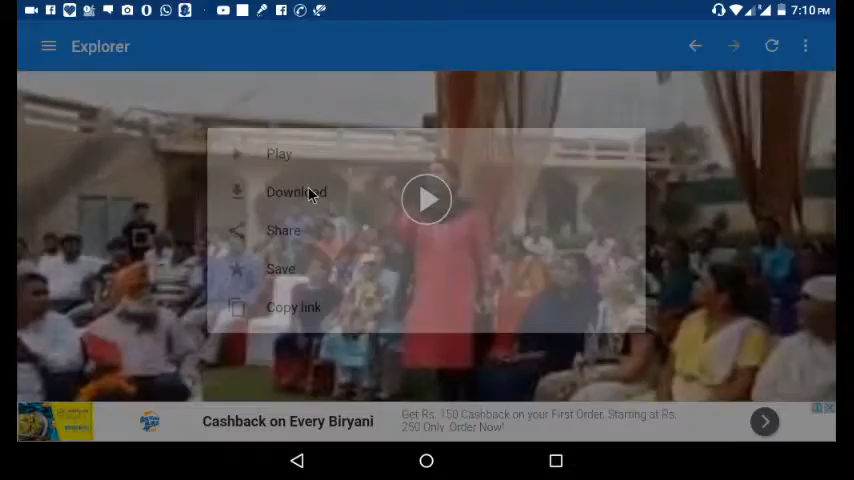 7:10 PM
Explorer
Play
Download
Share
Save
Copy link
Cashback on Every Biryani
Get Rs. 150 Cashback on your First Order. Starting at Rs.
250 Only .Order Now!